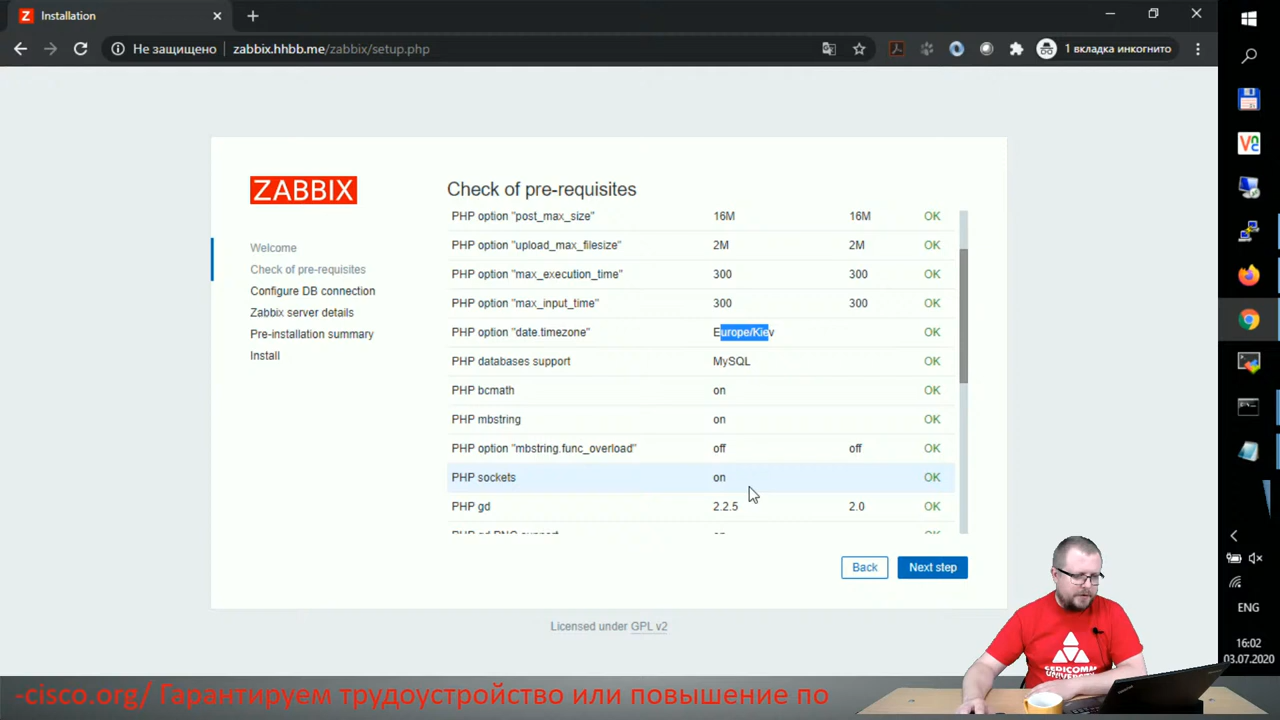 Installation
Не защищено
zabbix.hhbb.me/zabbix/setup.php
1 вкладка инкогнито
ZABBIX
Welcome
Check of pre-requisites
Configure DB connection
Zabbix server details
Pre-installation summary
Install
Check of pre-requisites
PHP option "post_max_size" 16M 16M OK
PHP option "upload_max_filesize" 2M 2M OK
PHP option "max_execution_time" 300 300 OK
PHP option "max_input_time" 300 300 OK
PHP option "date.timezone" Europe/Kiev OK
PHP databases support MySQL OK
PHP bcmath on OK
PHP mbstring on OK
PHP option "mbstring.func_overload" off off OK
PHP sockets on OK
PHP gd 2.2.5 2.0 OK
Back
Next step
Licensed under GPL v2
ENG
16:02
03.07.2020
SEDICOMM
UNIVERSITY
-cisco.org/ Гарантируем трудоустройство или повышение по